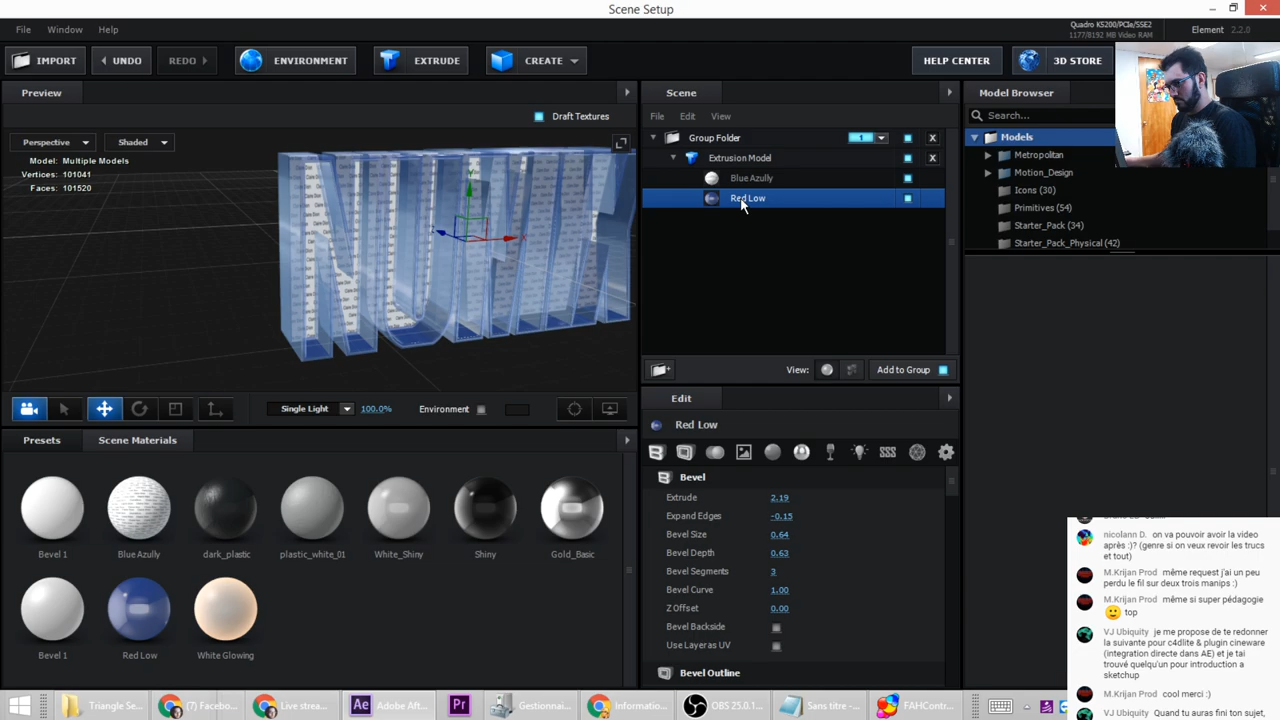 Scene Setup
File Window Help
Quadro K5200/PCIe/SSE2
1177/8192 MB Video RAM
Element 2.2.0
IMPORT UNDO REDO ENVIRONMENT EXTRUDE CREATE HELP CENTER 3D STORE
Preview
Draft Textures
Perspective Shaded
Model: Multiple Models
Vertices: 101041
Faces: 101520
Single Light 100.0% Environment
Presets Scene Materials
Bevel 1 Blue Azully dark_plastic plastic_white_01 White_Shiny Shiny Gold_Basic
Bevel 1 Red Low White Glowing
Scene
File Edit View
Group Folder 1 X
Extrusion Model X
Blue Azully
Red Low
View: Add to Group
Edit
Red Low
Bevel
Extrude 2.19
Expand Edges -0.15
Bevel Size 0.64
Bevel Depth 0.63
Bevel Segments 3
Bevel Curve 1.00
Z Offset 0.00
Bevel Backside
Use Layer as UV
Bevel Outline
Model Browser
Search...
Models
Metropolitan
Motion_Design
Icons (30)
Primitives (54)
Starter_Pack (34)
Starter_Pack_Physical (42)
nicolann D. on va pouvoir avoir la video
après :)? (genre si on veux revoir les trucs
et tout)
M.Krijan Prod même request j'ai un peu
perdu le fil sur deux trois manips :)
M.Krijan Prod même si super pédagogie
top
VJ Ubiquity je me propose de te redonner
la suivante pour c4dlite & plugin cineware
(integration directe dans AE) et je tai
trouvé quelqu'un pour introduction a
sketchup
M.Krijan Prod cool merci :)
VJ Ubiquity Quand tu auras fini ton sujet,
Triangle Se... (7) Facebo... Live strea... Adobe Aft... Gestionnai... Informatio... OBS 25.0.1... Sans titre -... FAHContr...